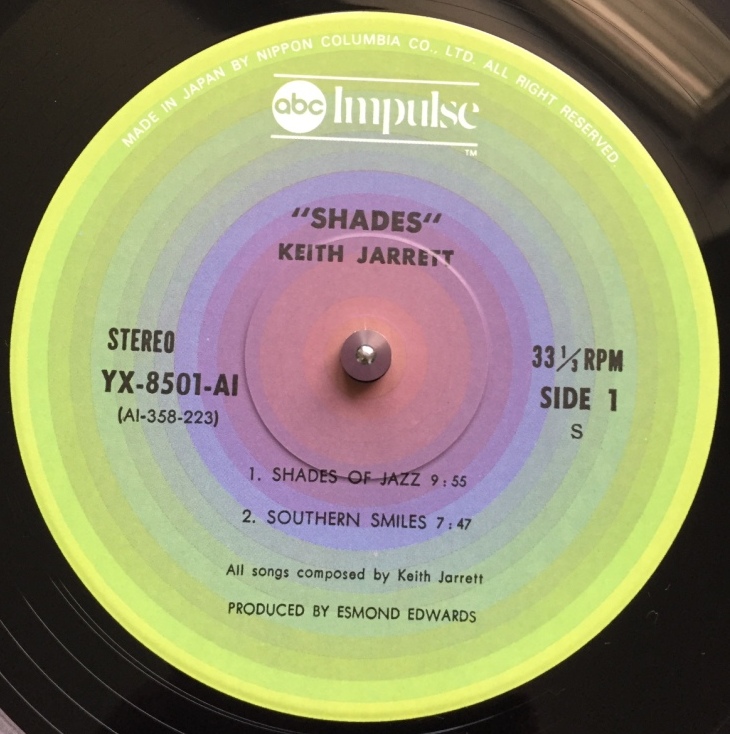 MADE IN JAPAN BY NIPPON COLUMBIA CO., LTD. ALL RIGHT RESERVED.
abc Impulse
TM
"SHADES"
KEITH JARRETT
STEREO
YX-8501-AI
(AI-358-223)
33⅓ RPM
SIDE 1
S
1. SHADES OF JAZZ 9:55
2. SOUTHERN SMILES 7:47
All songs composed by Keith Jarrett
PRODUCED BY ESMOND EDWARDS